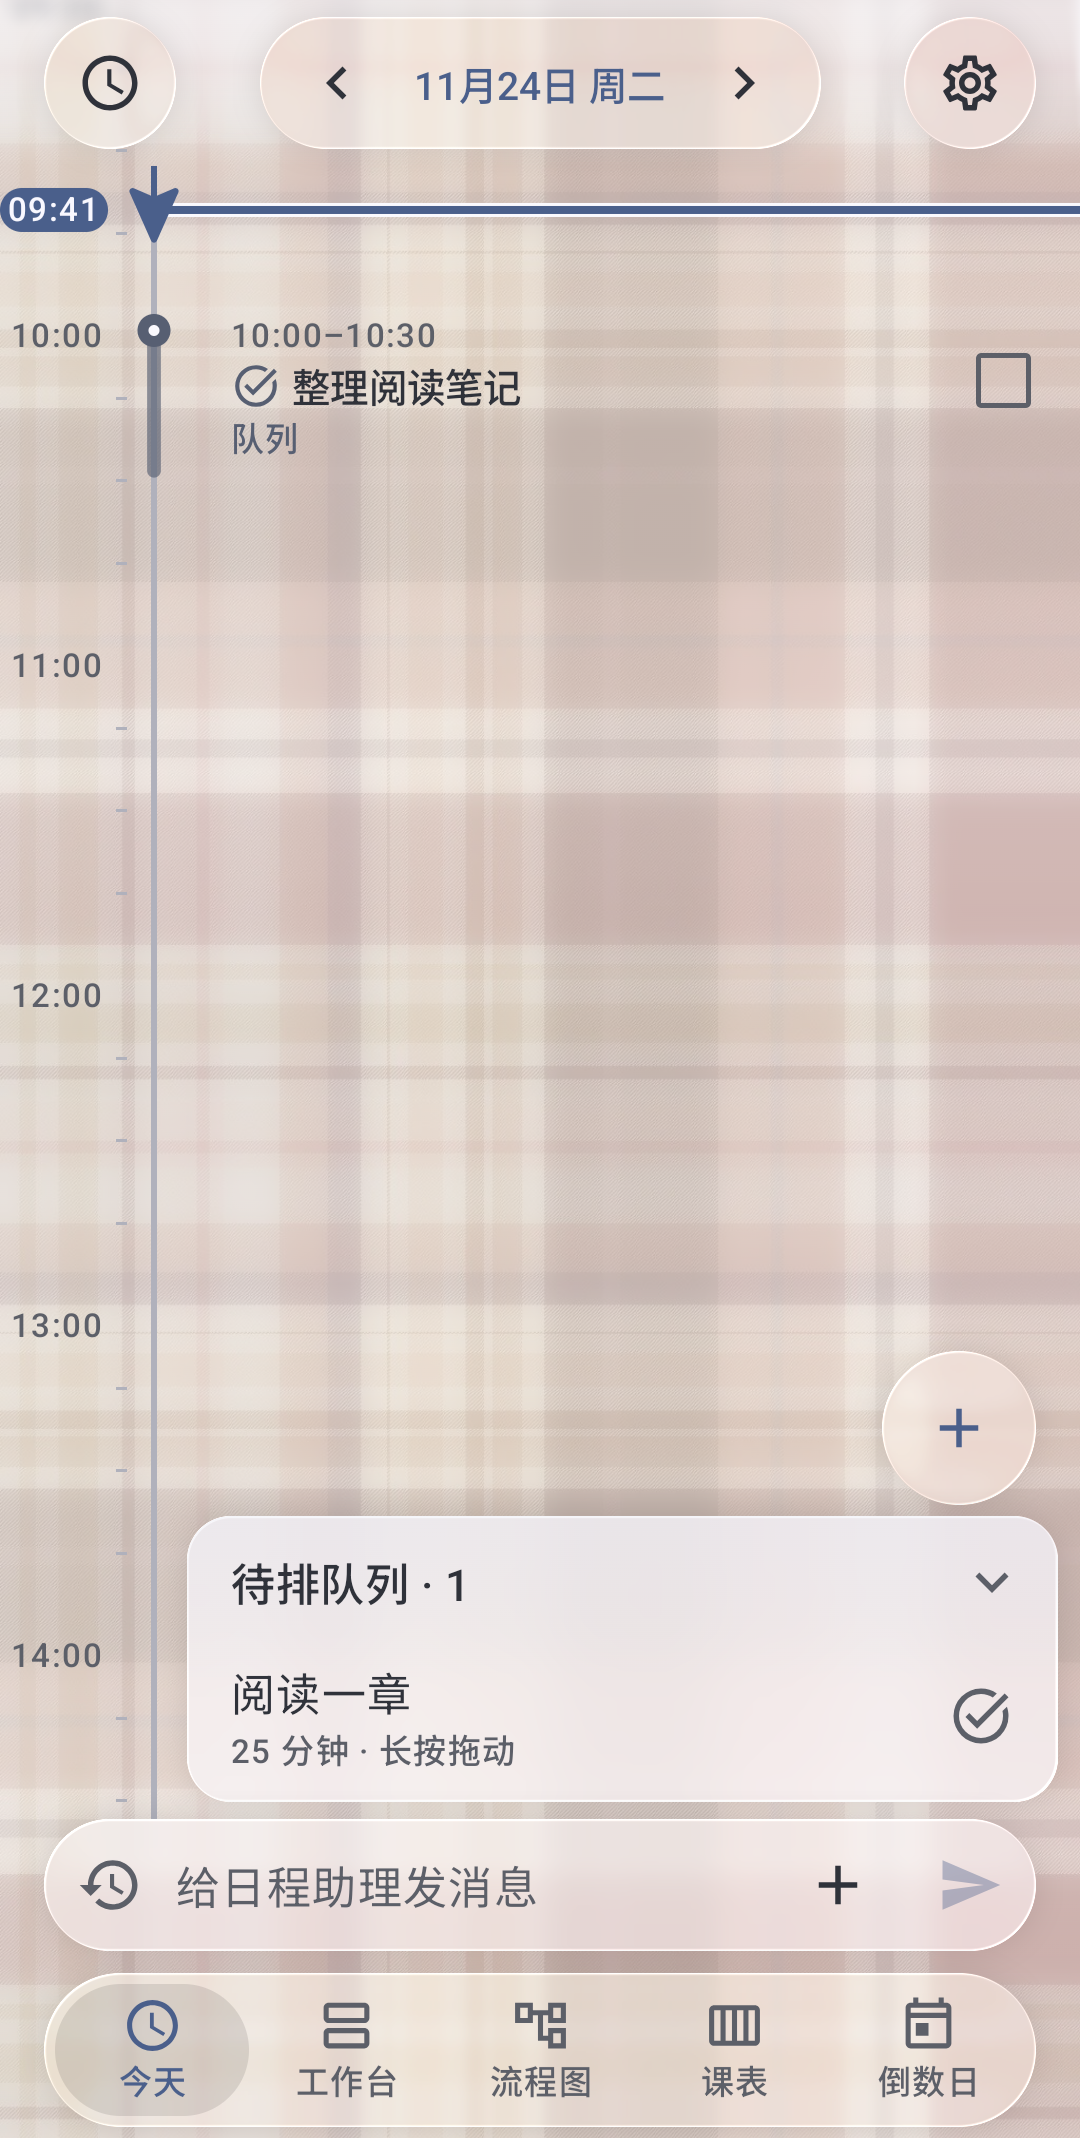 11月24日 周二
09:41
10:00
10:00–10:30
整理阅读笔记
队列
11:00
12:00
13:00
待排队列 · 1
14:00
阅读一章
25 分钟 · 长按拖动
给日程助理发消息
今天
工作台
流程图
课表
倒数日